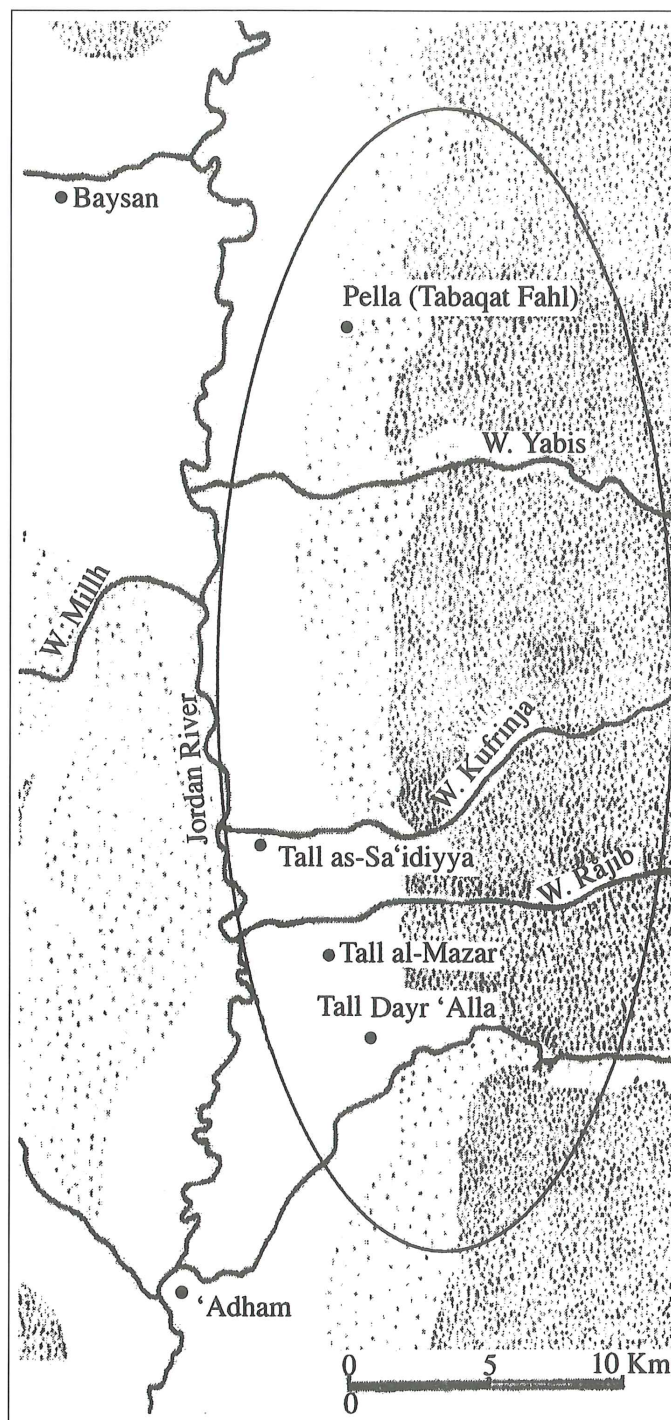 Baysan
Pella (Tabaqat Fahl)
W. Yabis
W. Millh
Jordan River
W. Kufrinja
Tall as-Sa‘idiyya
W. Rajib
Tall al-Mazar
Tall Dayr ‘Alla
‘Adham
0 5 10 Km
0